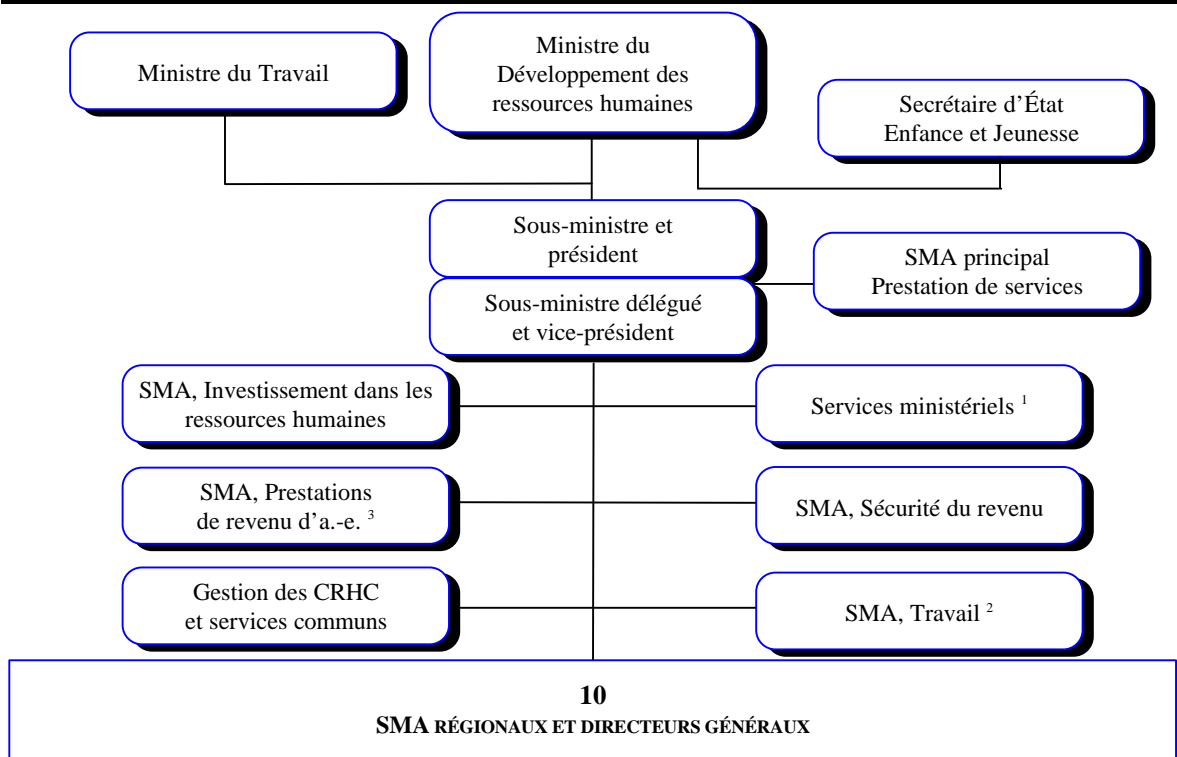 Ministre du Travail
Ministre du
Développement des
ressources humaines
Secrétaire d’État
Enfance et Jeunesse
Sous-ministre et
président
SMA principal
Prestation de services
Sous-ministre délégué
et vice-président
SMA, Investissement dans les
ressources humaines
Services ministériels ¹
SMA, Prestations
de revenu d’a.-e. ³
SMA, Sécurité du revenu
Gestion des CRHC
et services communs
SMA, Travail ²
10
SMA RÉGIONAUX ET DIRECTEURS GÉNÉRAUX